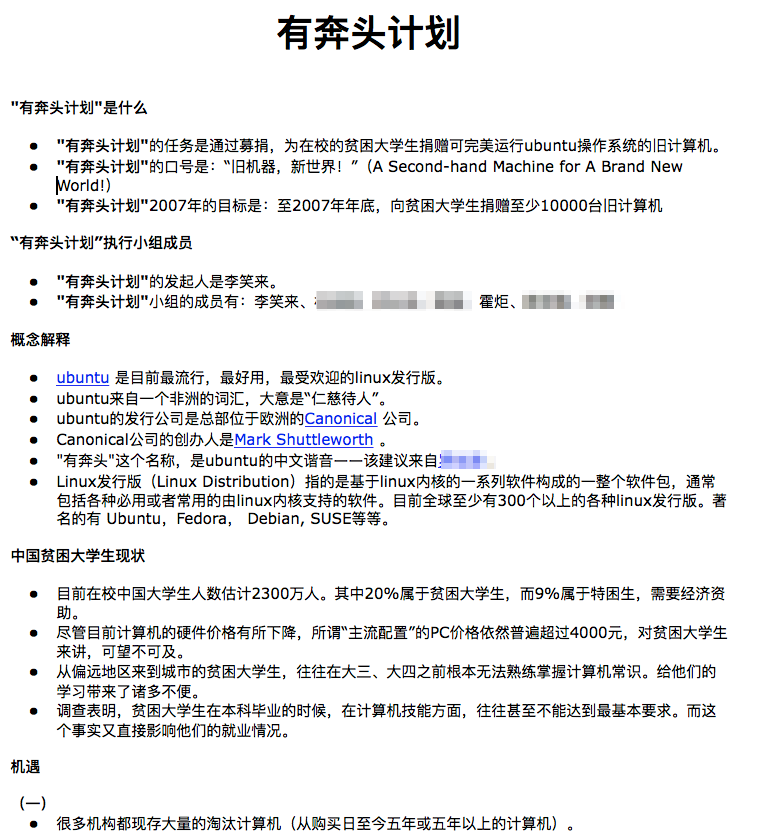 有奔头计划
"有奔头计划"是什么
● "有奔头计划"的任务是通过募捐，为在校的贫困大学生捐赠可完美运行ubuntu操作系统的旧计算机。
● "有奔头计划"的口号是：“旧机器，新世界！”（A Second-hand Machine for A Brand New
World!）
● "有奔头计划"2007年的目标是：至2007年年底，向贫困大学生捐赠至少10000台旧计算机
“有奔头计划”执行小组成员
● "有奔头计划"的发起人是李笑来。
● "有奔头计划"小组的成员有：李笑来、 霍炬、
概念解释
● ubuntu 是目前最流行，最好用，最受欢迎的linux发行版。
● ubuntu来自一个非洲的词汇，大意是“仁慈待人”。
● ubuntu的发行公司是总部位于欧洲的Canonical 公司。
● Canonical公司的创办人是Mark Shuttleworth 。
● "有奔头"这个名称，是ubuntu的中文谐音——该建议来自
● Linux发行版（Linux Distribution）指的是基于linux内核的一系列软件构成的一整个软件包，通常
包括各种必用或者常用的由linux内核支持的软件。目前全球至少有300个以上的各种linux发行版。著
名的有 Ubuntu，Fedora， Debian, SUSE等等。
中国贫困大学生现状
● 目前在校中国大学生人数估计2300万人。其中20%属于贫困大学生，而9%属于特困生，需要经济资
助。
● 尽管目前计算机的硬件价格有所下降，所谓“主流配置”的PC价格依然普遍超过4000元，对贫困大学生
来讲，可望不可及。
● 从偏远地区来到城市的贫困大学生，往往在大三、大四之前根本无法熟练掌握计算机常识。给他们的
学习带来了诸多不便。
● 调查表明，贫困大学生在本科毕业的时候，在计算机技能方面，往往甚至不能达到最基本要求。而这
个事实又直接影响他们的就业情况。
机遇
（一）
● 很多机构都现存大量的淘汰计算机（从购买日至今五年或五年以上的计算机）。